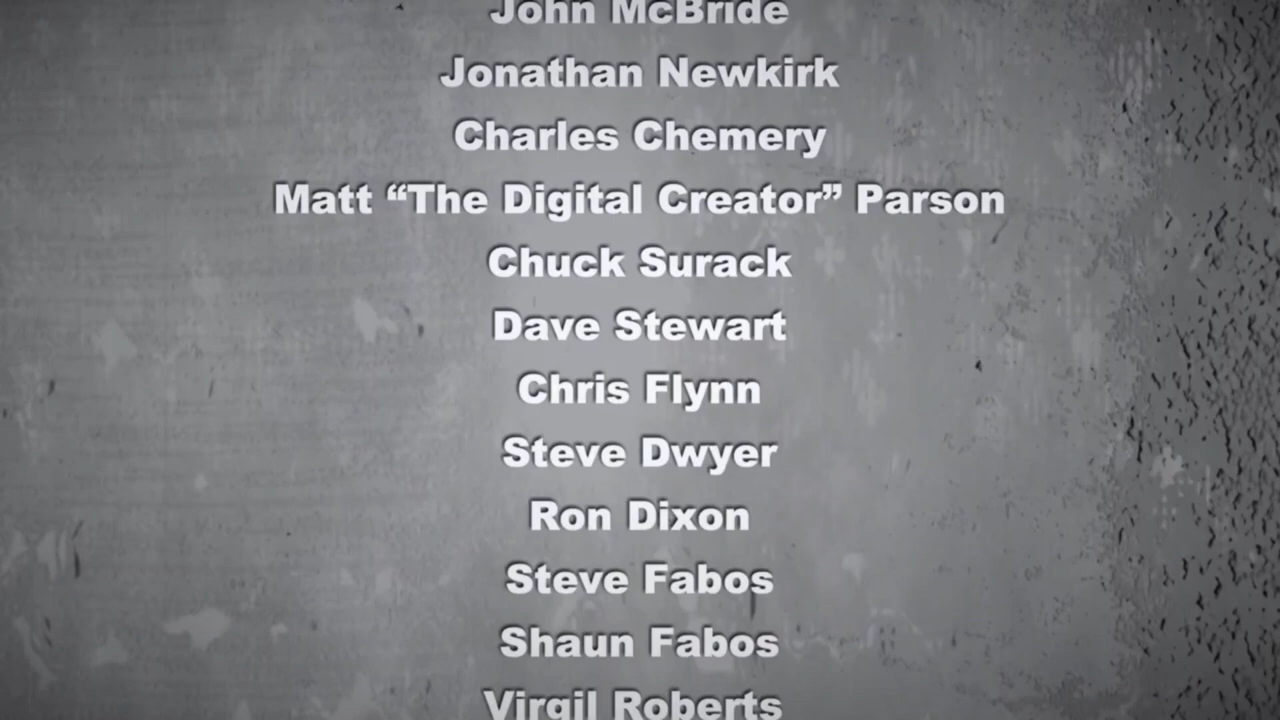 John McBride
Jonathan Newkirk
Charles Chemery
Matt “The Digital Creator” Parson
Chuck Surack
Dave Stewart
Chris Flynn
Steve Dwyer
Ron Dixon
Steve Fabos
Shaun Fabos
Virgil Roberts